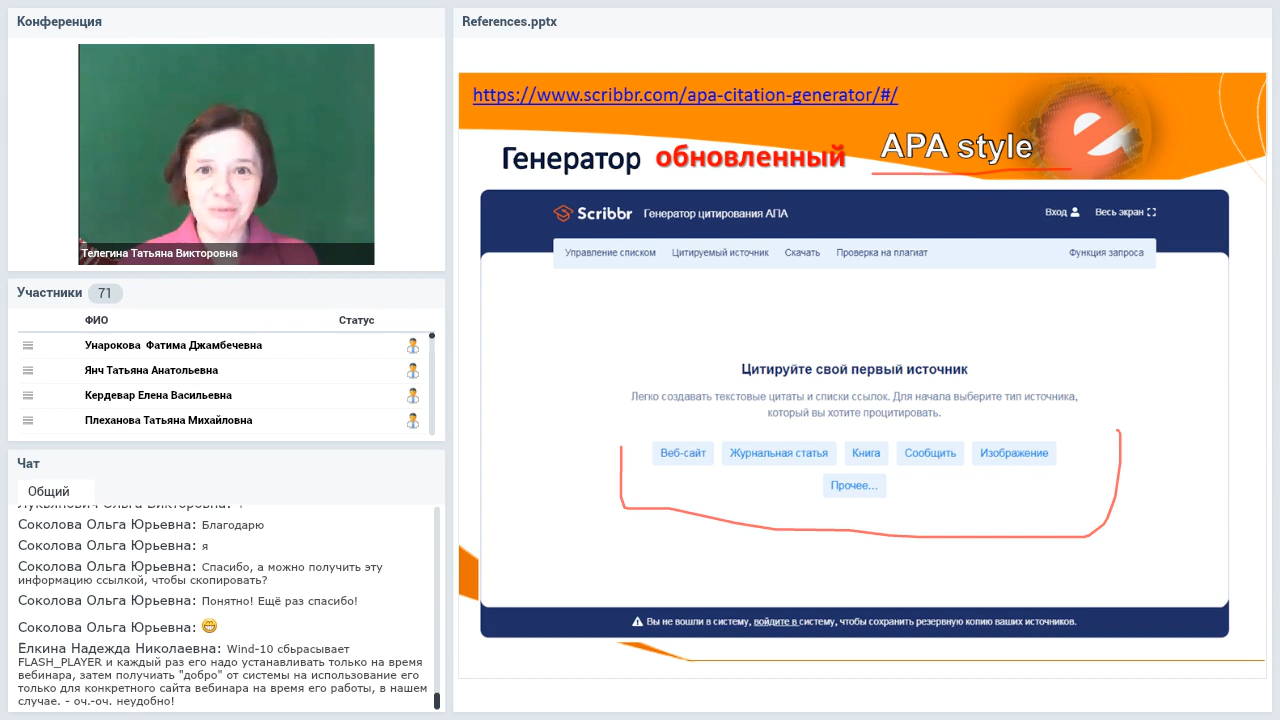 Конференция
Телегина Татьяна Викторовна
Участники 71
ФИО Статус
Унарокова Фатима Джамбечевна
Янч Татьяна Анатольевна
Кердевар Елена Васильевна
Плеханова Татьяна Михайловна
Чат
Общий
Соколова Ольга Юрьевна: Благодарю
Соколова Ольга Юрьевна: я
Соколова Ольга Юрьевна: Спасибо, а можно получить эту
информацию ссылкой, чтобы скопировать?
Соколова Ольга Юрьевна: Понятно! Ещё раз спасибо!
Соколова Ольга Юрьевна:
Ёлкина Надежда Николаевна: Wind-10 сбьрасывает
FLASH_PLAYER и каждый раз его надо устанавливать только на время
вебинара, затем получиать "добро" от системы на использование его
только для конкретного сайта вебинара на время его работы, в нашем
случае. - оч.-оч. неудобно!
References.pptx
https://www.scribbr.com/apa-citation-generator/#/
Генератор обновленный APA style
Scribbr Генератор цитирования АПА Вход Весь экран
Управление списком Цитируемый источник Скачать Проверка на плагиат Функция запроса
Цитируйте свой первый источник
Легко создавать текстовые цитаты и списки ссылок. Для начала выберите тип источника,
который вы хотите процитировать.
Веб-сайт Журнальная статья Книга Сообщить Изображение
Прочее...
Вы не вошли в систему, войдите в систему, чтобы сохранить резервную копию ваших источников.